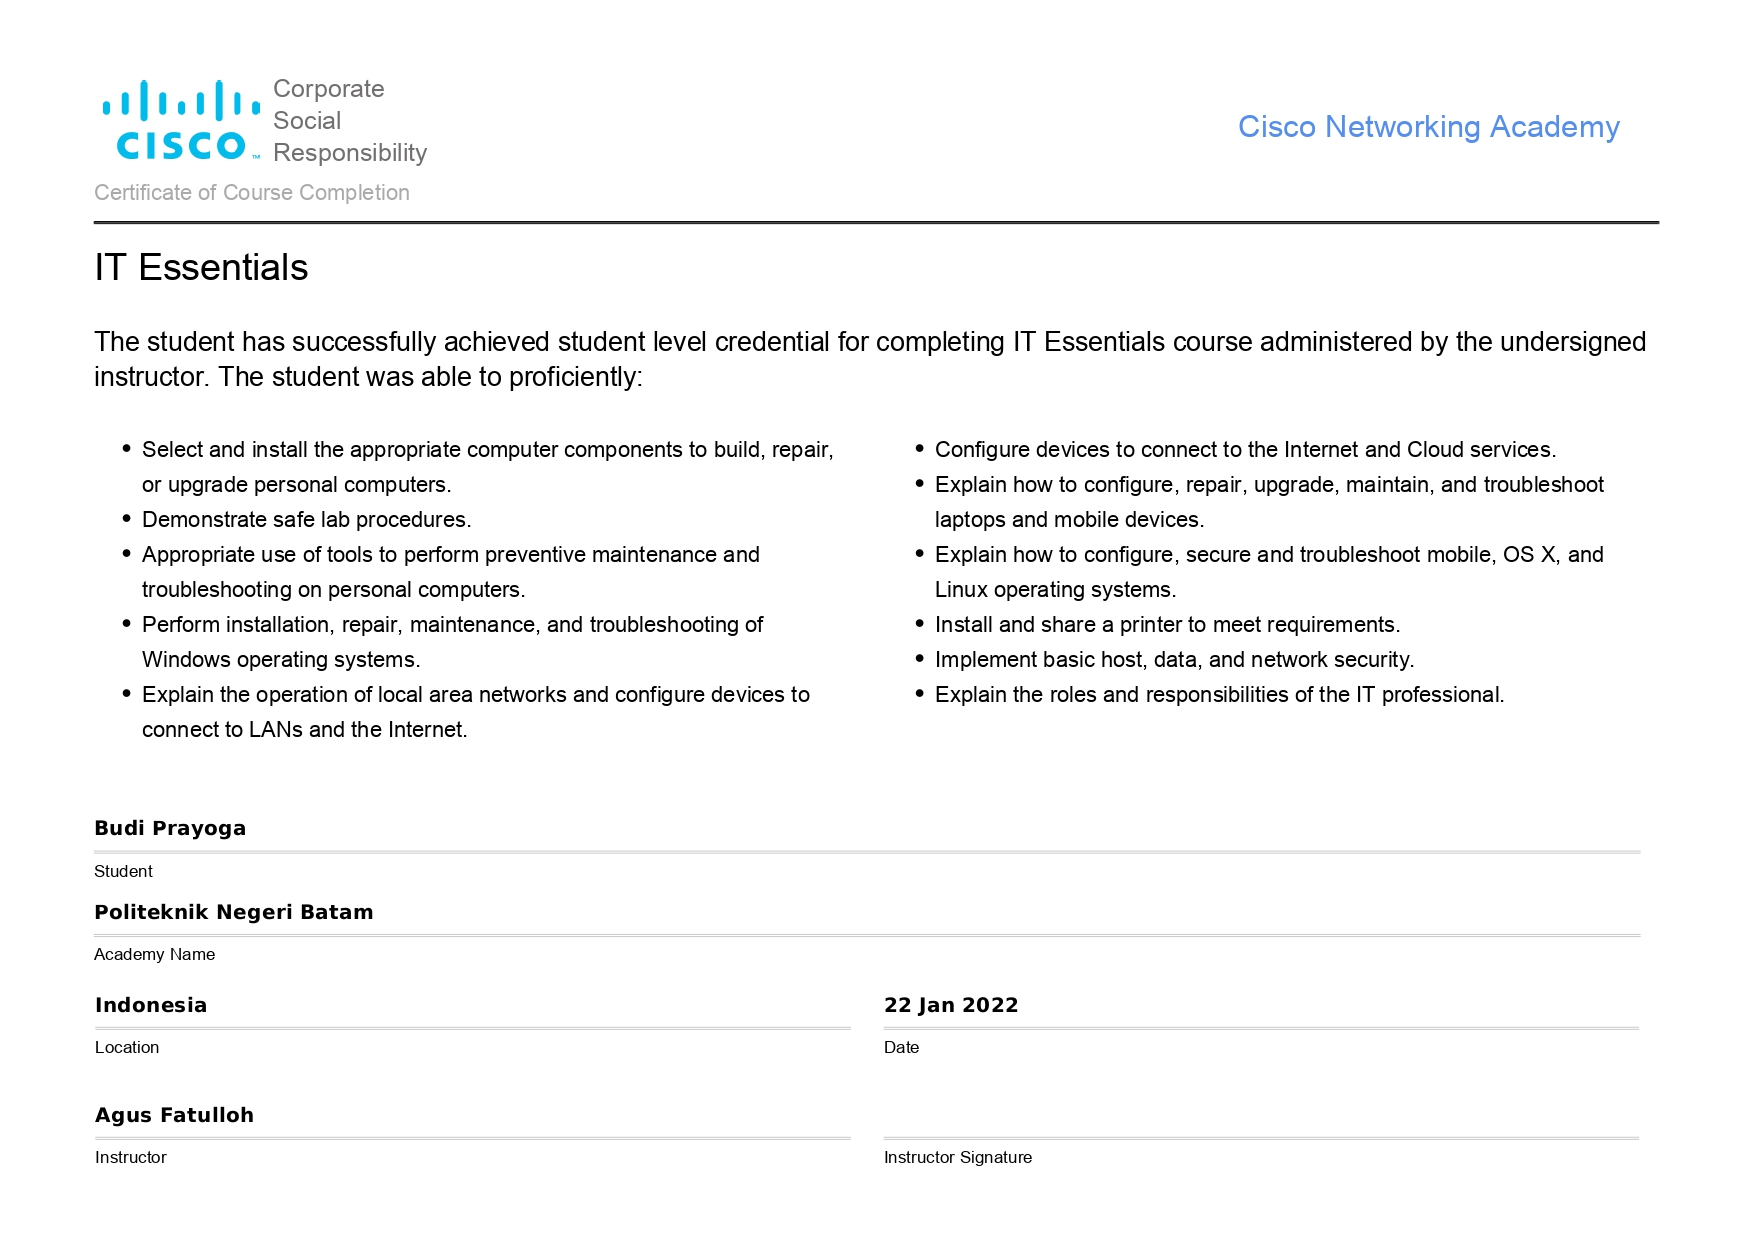 Corporate
Social
Responsibility
CISCO ™
Cisco Networking Academy
Certificate of Course Completion
IT Essentials
The student has successfully achieved student level credential for completing IT Essentials course administered by the undersigned
instructor. The student was able to proficiently:
• Select and install the appropriate computer components to build, repair,
or upgrade personal computers.
• Demonstrate safe lab procedures.
• Appropriate use of tools to perform preventive maintenance and
troubleshooting on personal computers.
• Perform installation, repair, maintenance, and troubleshooting of
Windows operating systems.
• Explain the operation of local area networks and configure devices to
connect to LANs and the Internet.
• Configure devices to connect to the Internet and Cloud services.
• Explain how to configure, repair, upgrade, maintain, and troubleshoot
laptops and mobile devices.
• Explain how to configure, secure and troubleshoot mobile, OS X, and
Linux operating systems.
• Install and share a printer to meet requirements.
• Implement basic host, data, and network security.
• Explain the roles and responsibilities of the IT professional.
Budi Prayoga
Student
Politeknik Negeri Batam
Academy Name
Indonesia
Location
22 Jan 2022
Date
Agus Fatulloh
Instructor
Instructor Signature